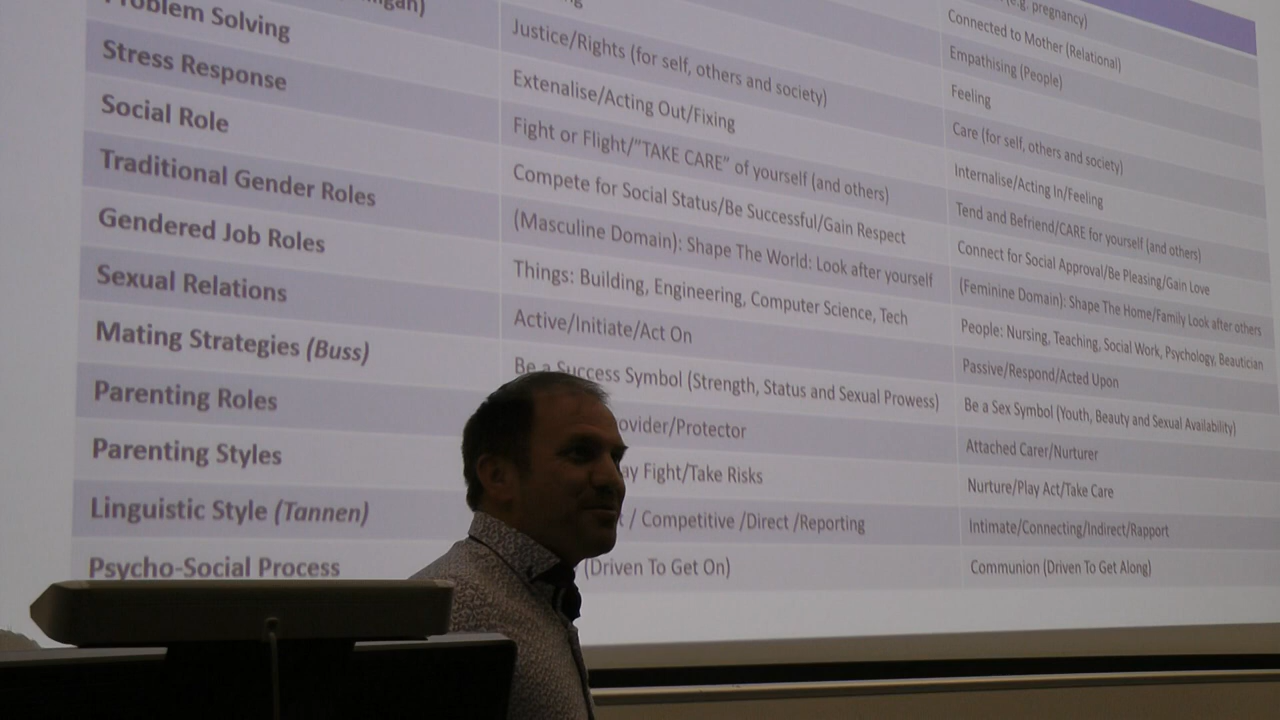 (e.g. pregnancy)
Connected to Mother (Relational)
Empathising (People)
Feeling
Justice/Rights (for self, others and society) Care (for self, others and society)
Problem Solving Extenalise/Acting Out/Fixing Internalise/Acting In/Feeling
Stress Response Fight or Flight/"TAKE CARE" of yourself (and others) Tend and Befriend/CARE for yourself (and others)
Social Role Compete for Social Status/Be Successful/Gain Respect Connect for Social Approval/Be Pleasing/Gain Love
Traditional Gender Roles (Masculine Domain): Shape The World: Look after yourself (Feminine Domain): Shape The Home/Family Look after others
Gendered Job Roles Things: Building, Engineering, Computer Science, Tech People: Nursing, Teaching, Social Work, Psychology, Beautician
Sexual Relations Active/Initiate/Act On Passive/Respond/Acted Upon
Mating Strategies (Buss) Be a Success Symbol (Strength, Status and Sexual Prowess) Be a Sex Symbol (Youth, Beauty and Sexual Availability)
Parenting Roles ovider/Protector Attached Carer/Nurturer
Parenting Styles ay Fight/Take Risks Nurture/Play Act/Take Care
Linguistic Style (Tannen) / Competitive /Direct /Reporting Intimate/Connecting/Indirect/Rapport
Psycho-Social Process (Driven To Get On) Communion (Driven To Get Along)